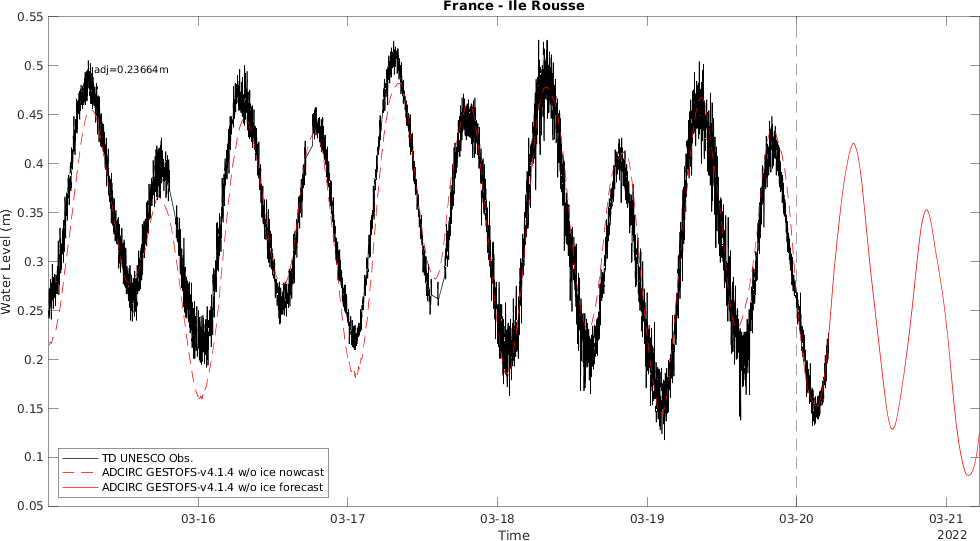 France - Ile Rousse
0.55
0.5
adj=0.23664m
0.45
0.4
0.35
0.3
0.25
0.2
0.15
0.1
0.05
Water Level (m)
TD UNESCO Obs.
ADCIRC GESTOFS-v4.1.4 w/o ice nowcast
ADCIRC GESTOFS-v4.1.4 w/o ice forecast
03-16 03-17 03-18 03-19 03-20 03-21
Time 2022